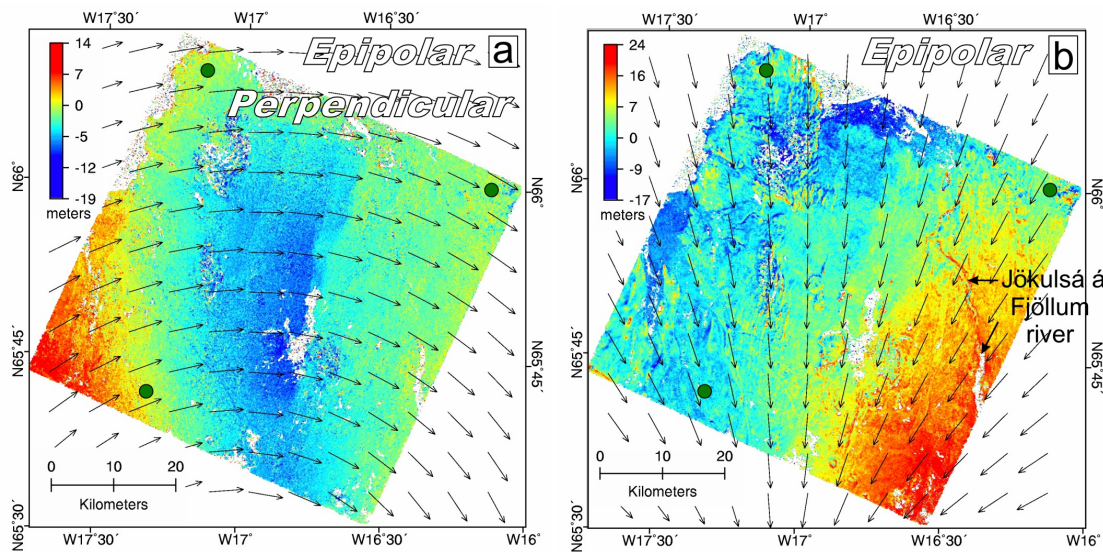 W17°30´ W17° W16°30´
Epipolar a
Perpendicular
14
7
0
-5
-12
-19
meters
N66°
N65°45´
N65°30´
N66°
N65°45´
0 10 20
Kilometers
W17°30´ W17° W16°30´ W16°
W17°30´ W17° W16°30´
Epipolar b
24
16
7
0
-9
-17
meters
N66°
N65°45´
N65°30´
N66°
N65°45´
Jökulsá á
Fjöllum
river
0 10 20
Kilometers
W17°30´ W17° W16°30´ W16°